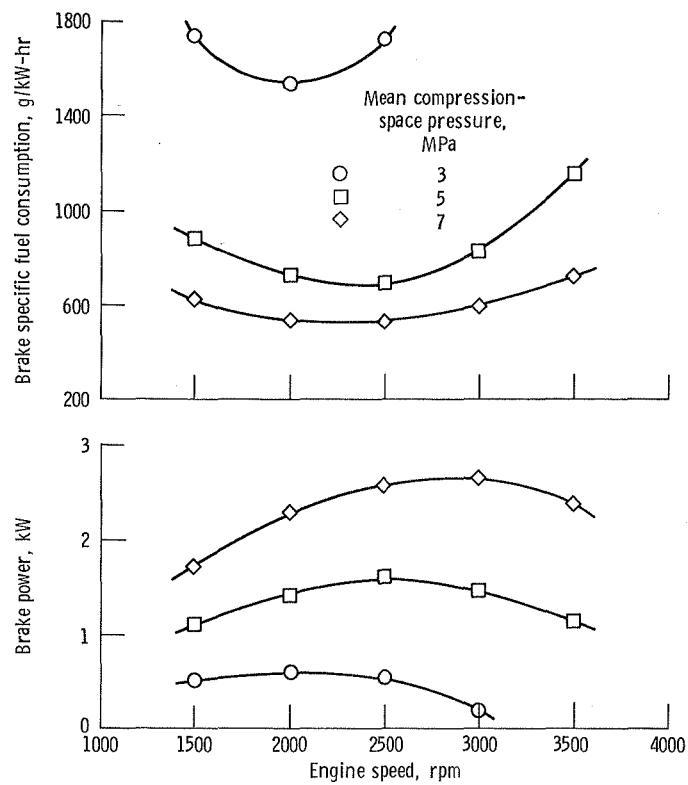 1800
1400
1000
600
200
Brake specific fuel consumption, g/kW-hr
Mean compression-
space pressure,
MPa
3
5
7
3
2
1
0
Brake power, kW
1000 1500 2000 2500 3000 3500 4000
Engine speed, rpm